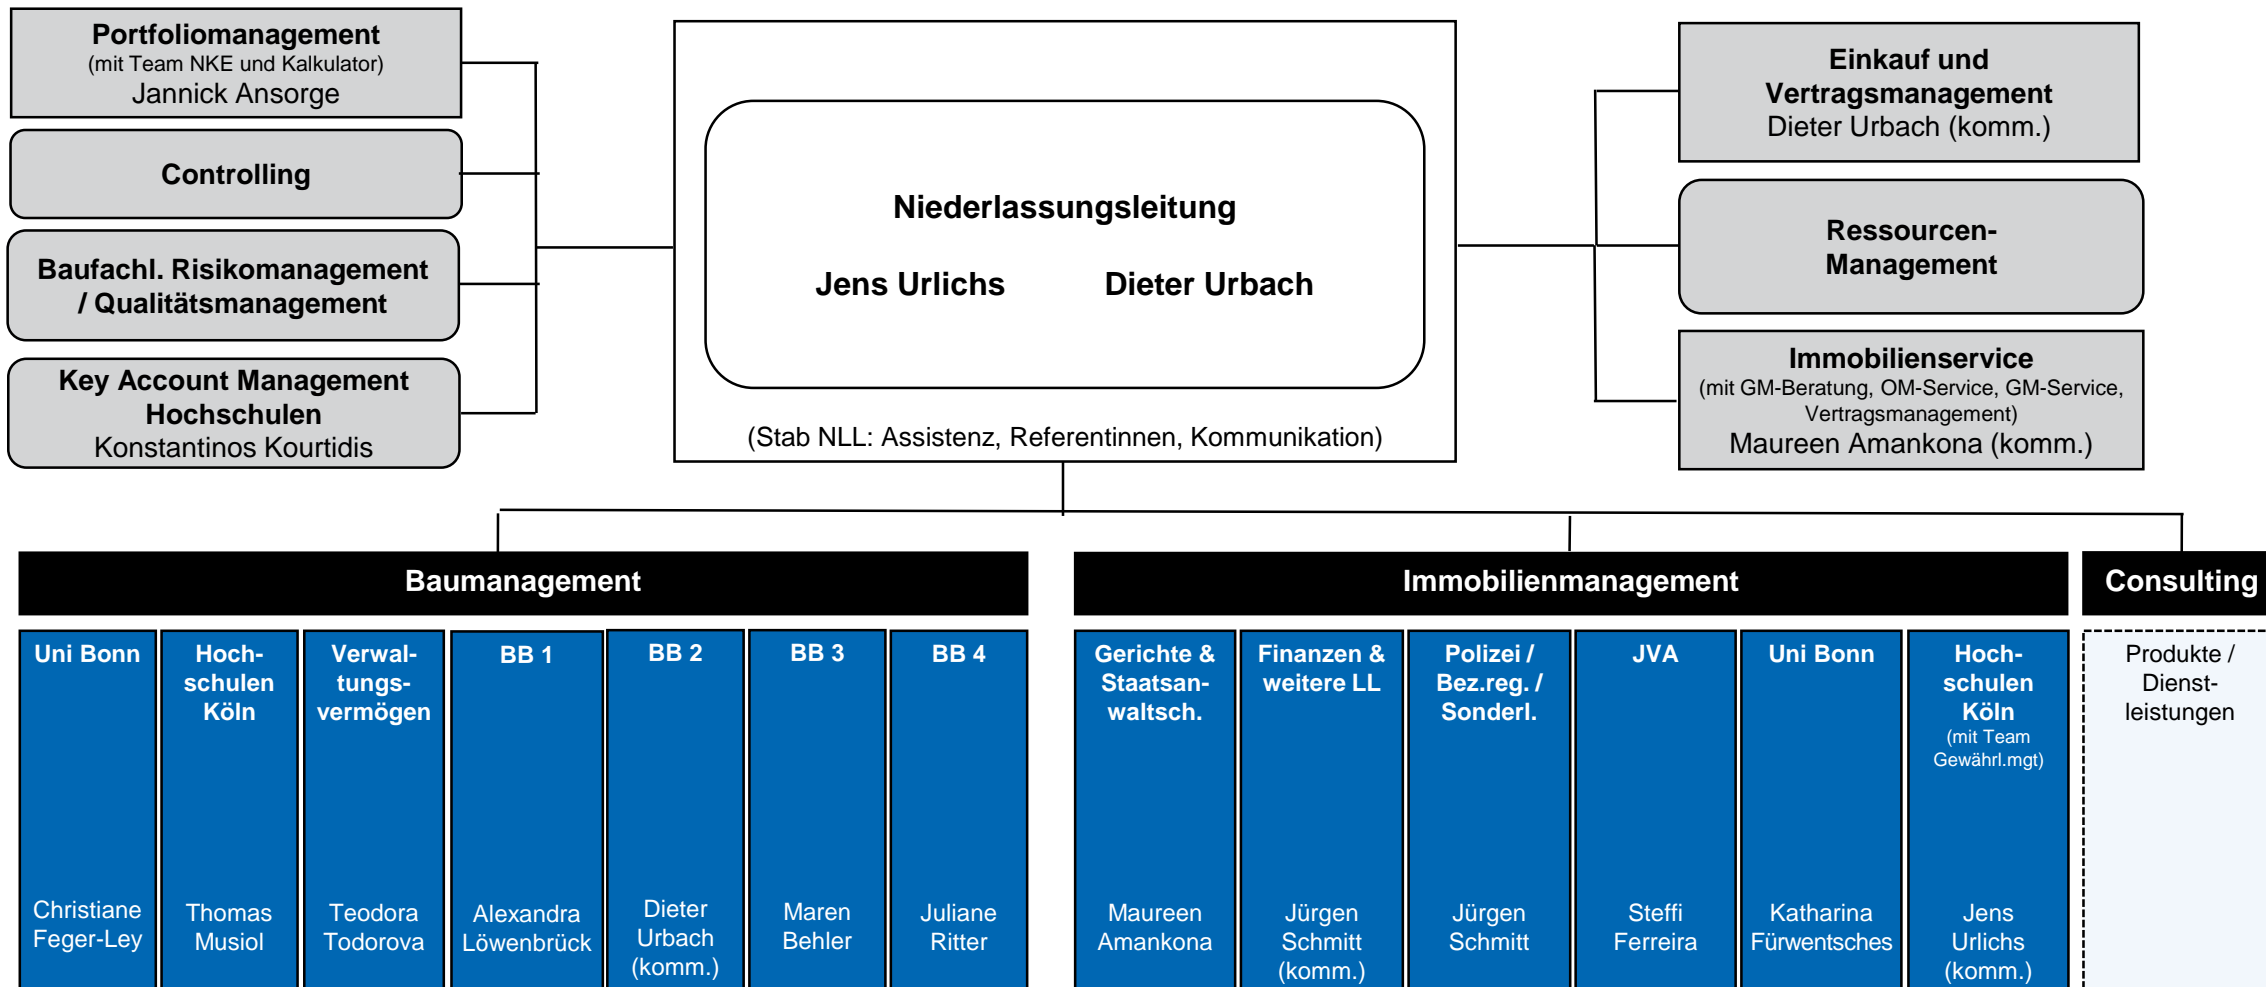 Portfoliomanagement
(mit Team NKE und Kalkulator)
Jannick Ansorge
Controlling
Baufachl. Risikomanagement
/ Qualitätsmanagement
Key Account Management
Hochschulen
Konstantinos Kourtidis
Niederlassungsleitung
Jens Urlichs Dieter Urbach
(Stab NLL: Assistenz, Referentinnen, Kommunikation)
Einkauf und
Vertragsmanagement
Dieter Urbach (komm.)
Ressourcen-
Management
Immobilienservice
(mit GM-Beratung, OM-Service, GM-Service,
Vertragsmanagement)
Maureen Amankona (komm.)
Baumanagement
Uni Bonn
Christiane
Feger-Ley
Hoch-
schulen
Köln
Thomas
Musiol
Verwal-
tungs-
vermögen
Teodora
Todorova
BB 1
Alexandra
Löwenbrück
BB 2
Dieter
Urbach
(komm.)
BB 3
Maren
Behler
BB 4
Juliane
Ritter
Immobilienmanagement
Gerichte &
Staatsan-
waltsch.
Maureen
Amankona
Finanzen &
weitere LL
Jürgen
Schmitt
(komm.)
Polizei /
Bez.reg. /
Sonderl.
Jürgen
Schmitt
JVA
Steffi
Ferreira
Uni Bonn
Katharina
Fürwentsches
Hoch-
schulen
Köln
(mit Team
Gewährl.mgt)
Jens
Urlichs
(komm.)
Consulting
Produkte /
Dienst-
leistungen